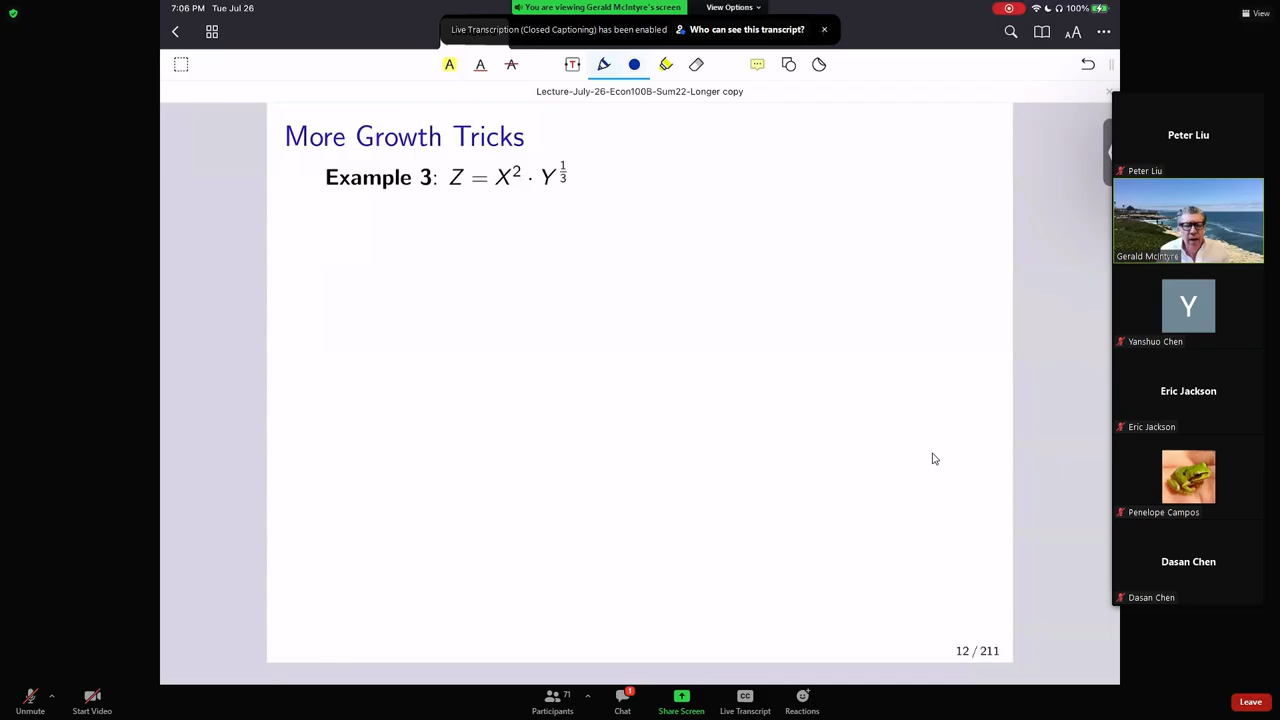 7:06 PM Tue Jul 26
You are viewing Gerald McIntyre's screen
View Options
100%
View
Live Transcription (Closed Captioning) has been enabled
Who can see this transcript?
A A A T
AA
Lecture-July-26-Econ100B-Sum22-Longer copy
More Growth Tricks
Example 3: Z = X² · Y^{1/3}
12 / 211
Peter Liu
Peter Liu
Gerald McIntyre
Y
Yanshuo Chen
Eric Jackson
Eric Jackson
Penelope Campos
Dasan Chen
Dasan Chen
Unmute
Start Video
71
Participants
1
Chat
Share Screen
CC
Live Transcript
Reactions
Leave